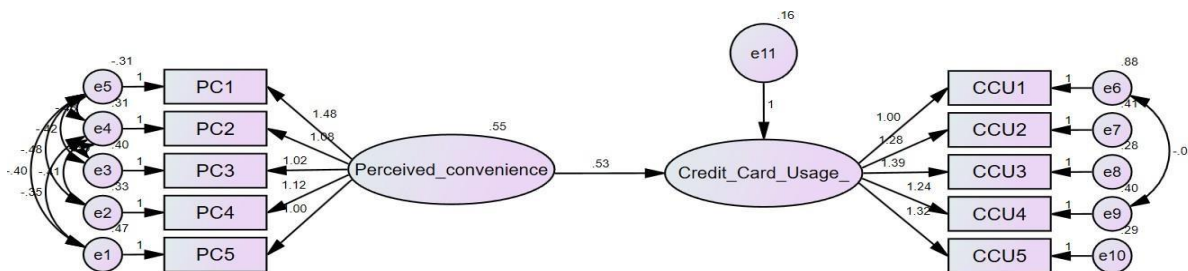 .16
-.31
e11
.88
e5
1
PC1
CCU1
1
e6
.31
1.48
.55
1
1.00
.41
-.42
e4
1
PC2
1.08
CCU2
1
e7
.40
1.28
.28
-.48
e3
1
PC3
1.02
Perceived_convenience
.53
Credit_Card_Usage_
1.39
CCU3
1
e8
-.0
-.40
-.41
.33
1.12
1.24
.40
-.35
e2
1
PC4
1.00
1.32
CCU4
1
e9
.47
.29
e1
1
PC5
CCU5
1
e10